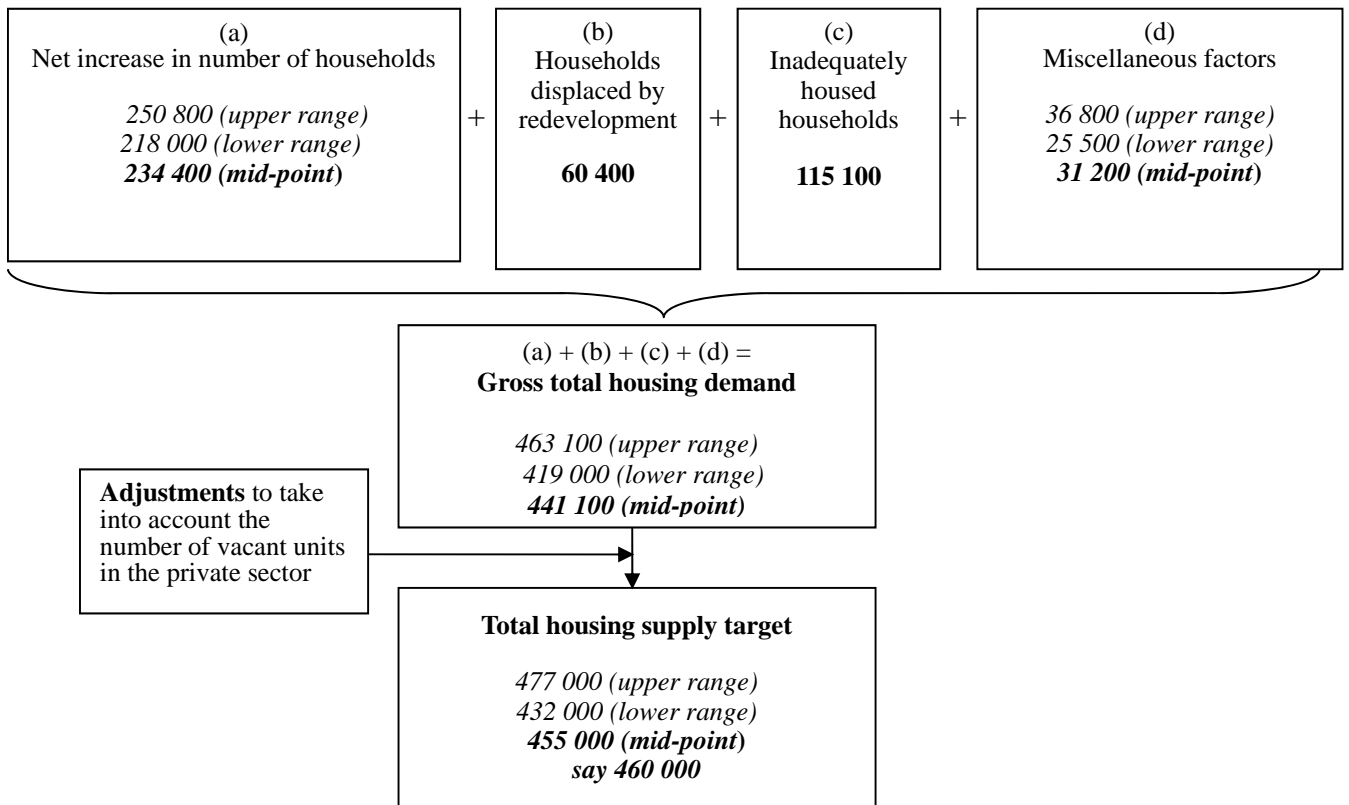 (a)
Net increase in number of households
250 800 (upper range)
218 000 (lower range)
234 400 (mid-point)
+
(b)
Households
displaced by
redevelopment
60 400
+
(c)
Inadequately
housed
households
115 100
+
(d)
Miscellaneous factors
36 800 (upper range)
25 500 (lower range)
31 200 (mid-point)
(a) + (b) + (c) + (d) =
Gross total housing demand
463 100 (upper range)
419 000 (lower range)
441 100 (mid-point)
Adjustments to take
into account the
number of vacant units
in the private sector
Total housing supply target
477 000 (upper range)
432 000 (lower range)
455 000 (mid-point)
say 460 000